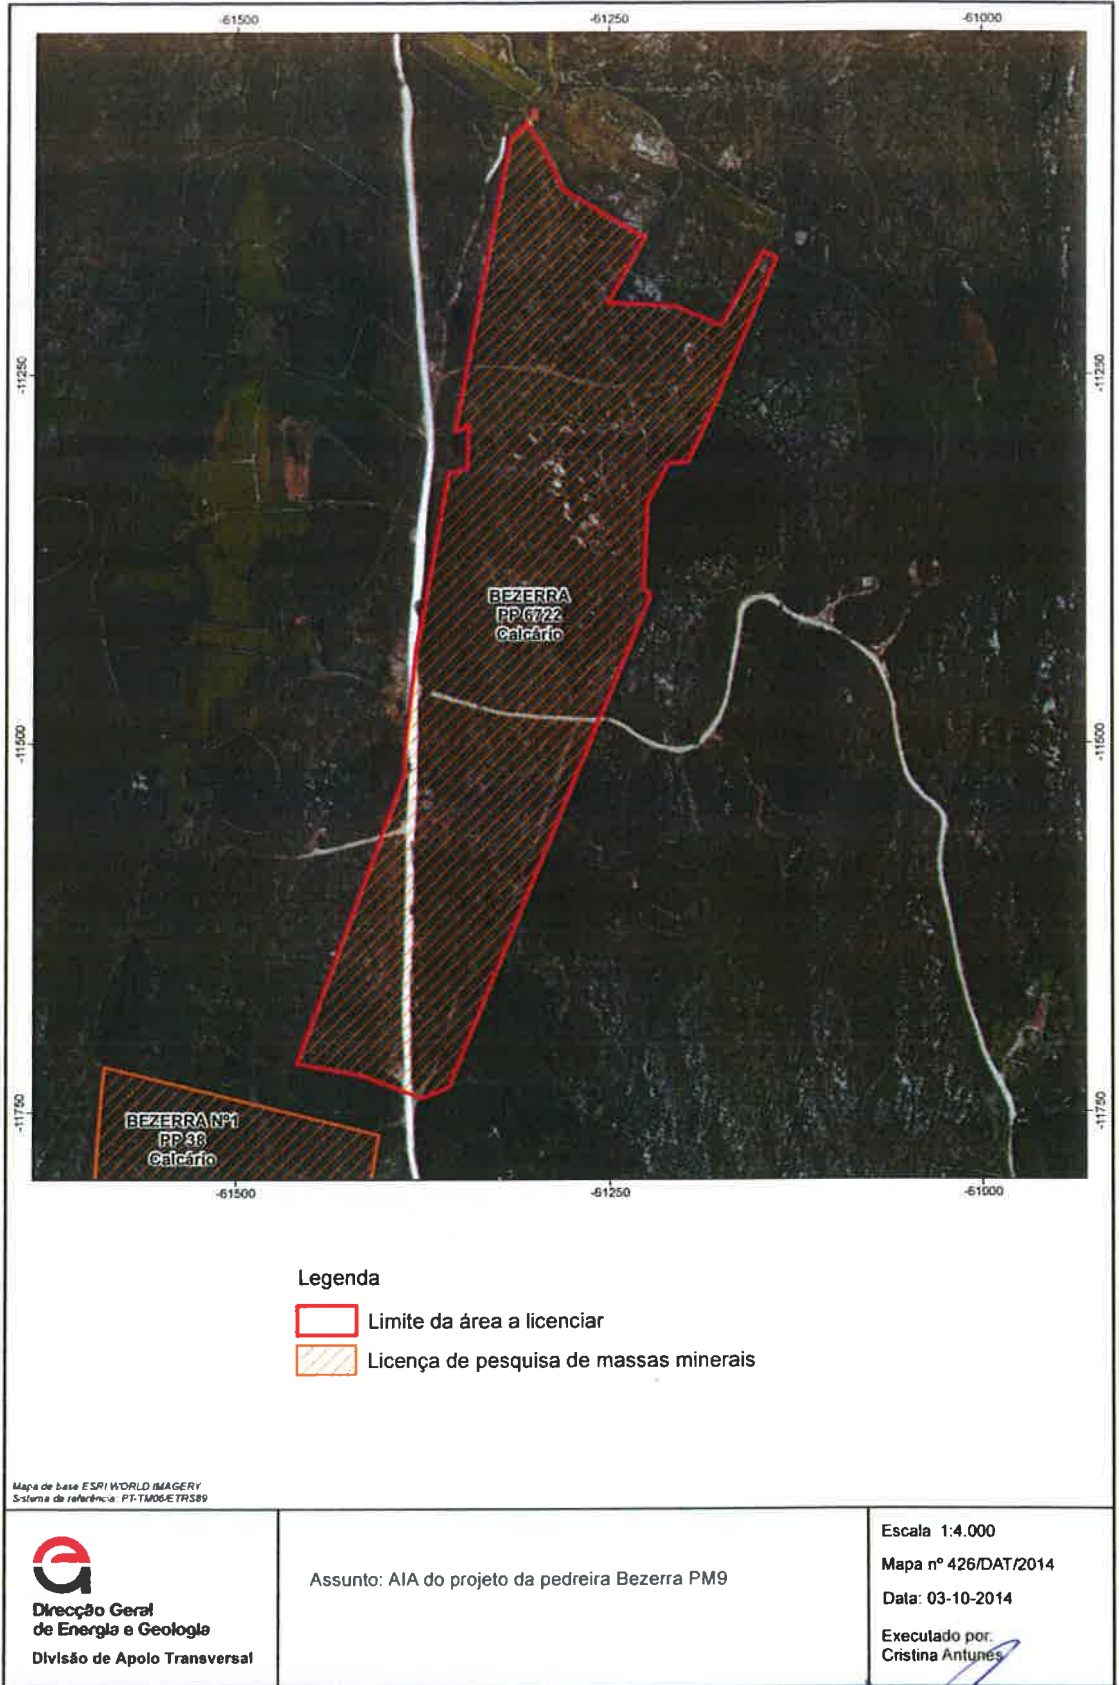 -61500
-61250
-61000
-11250
-11250
BEZERRA
PP 6722
Calcário
-11500
-11500
-11750
-11750
BEZERRA Nº1
PP 38
Calcário
-61500
-61250
-61000
Legenda
Limite da área a licenciar
Licença de pesquisa de massas minerais
Mapa de base ESRI WORLD IMAGERY
Sistema de referência: PT-TM06/ETRS89
Direcção Geral
de Energia e Geologia
Divisão de Apoio Transversal
Assunto: AIA do projeto da pedreira Bezerra PM9
Escala 1:4.000
Mapa nº 426/DAT/2014
Data: 03-10-2014
Executado por:
Cristina Antunes